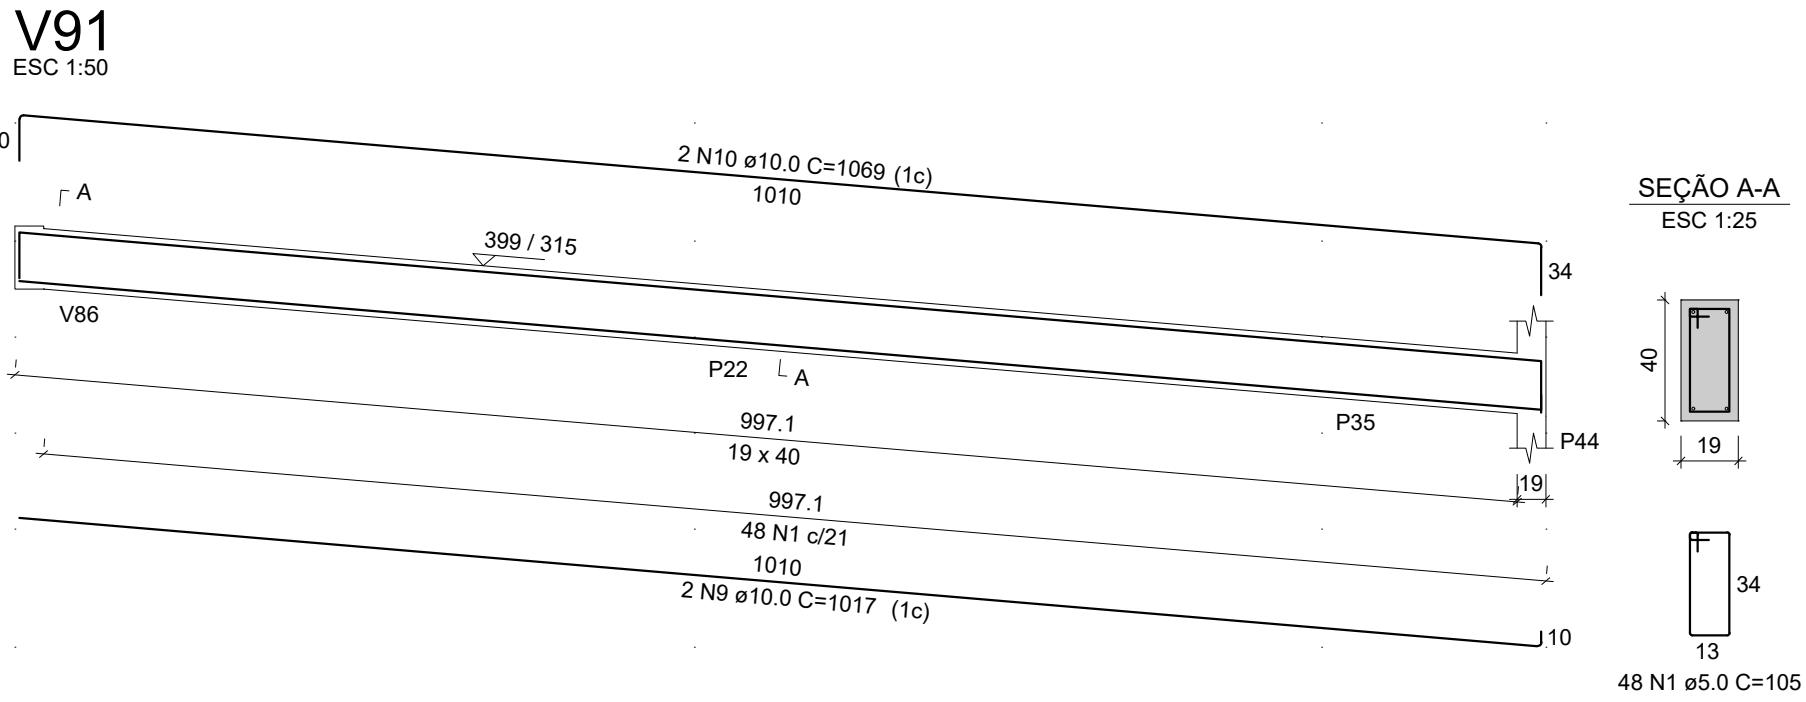 V91
ESC 1:50
0
2 N10 ø10.0 C=1069 (1c)
1010
34
A
399 / 315
V86
P22
A
P35
P44
997.1
19 x 40
19
997.1
48 N1 c/21
1010
2 N9 ø10.0 C=1017 (1c)
10
SEÇÃO A-A
ESC 1:25
40
19
34
13
48 N1 ø5.0 C=105